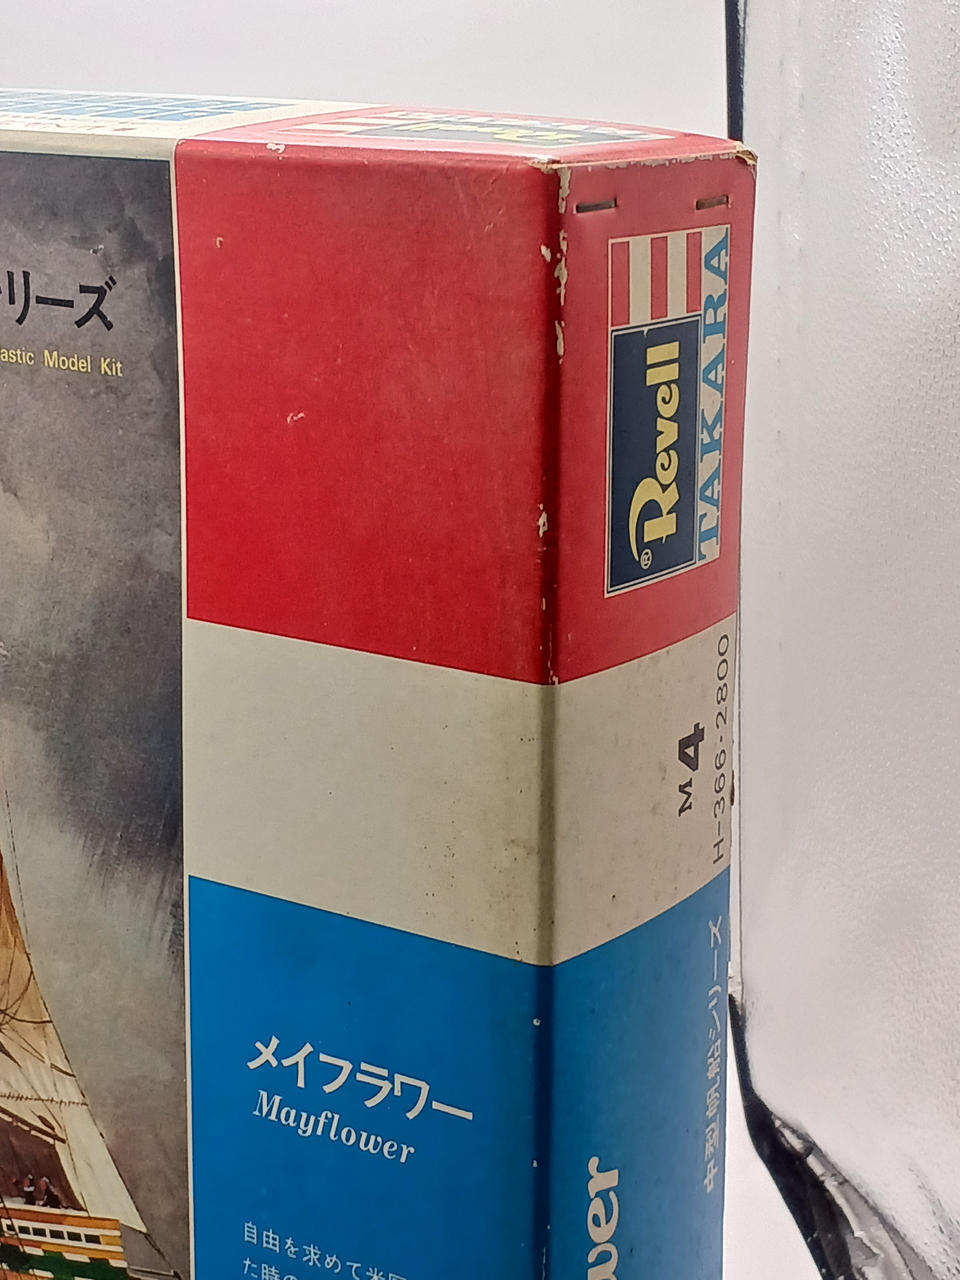 リーズ
astic Model Kit
® Revell
TAKARA
M4
H-366・2800
中型帆船シリーズ
メイフラワー
Mayflower
自由を求めて米国
た時の
wer